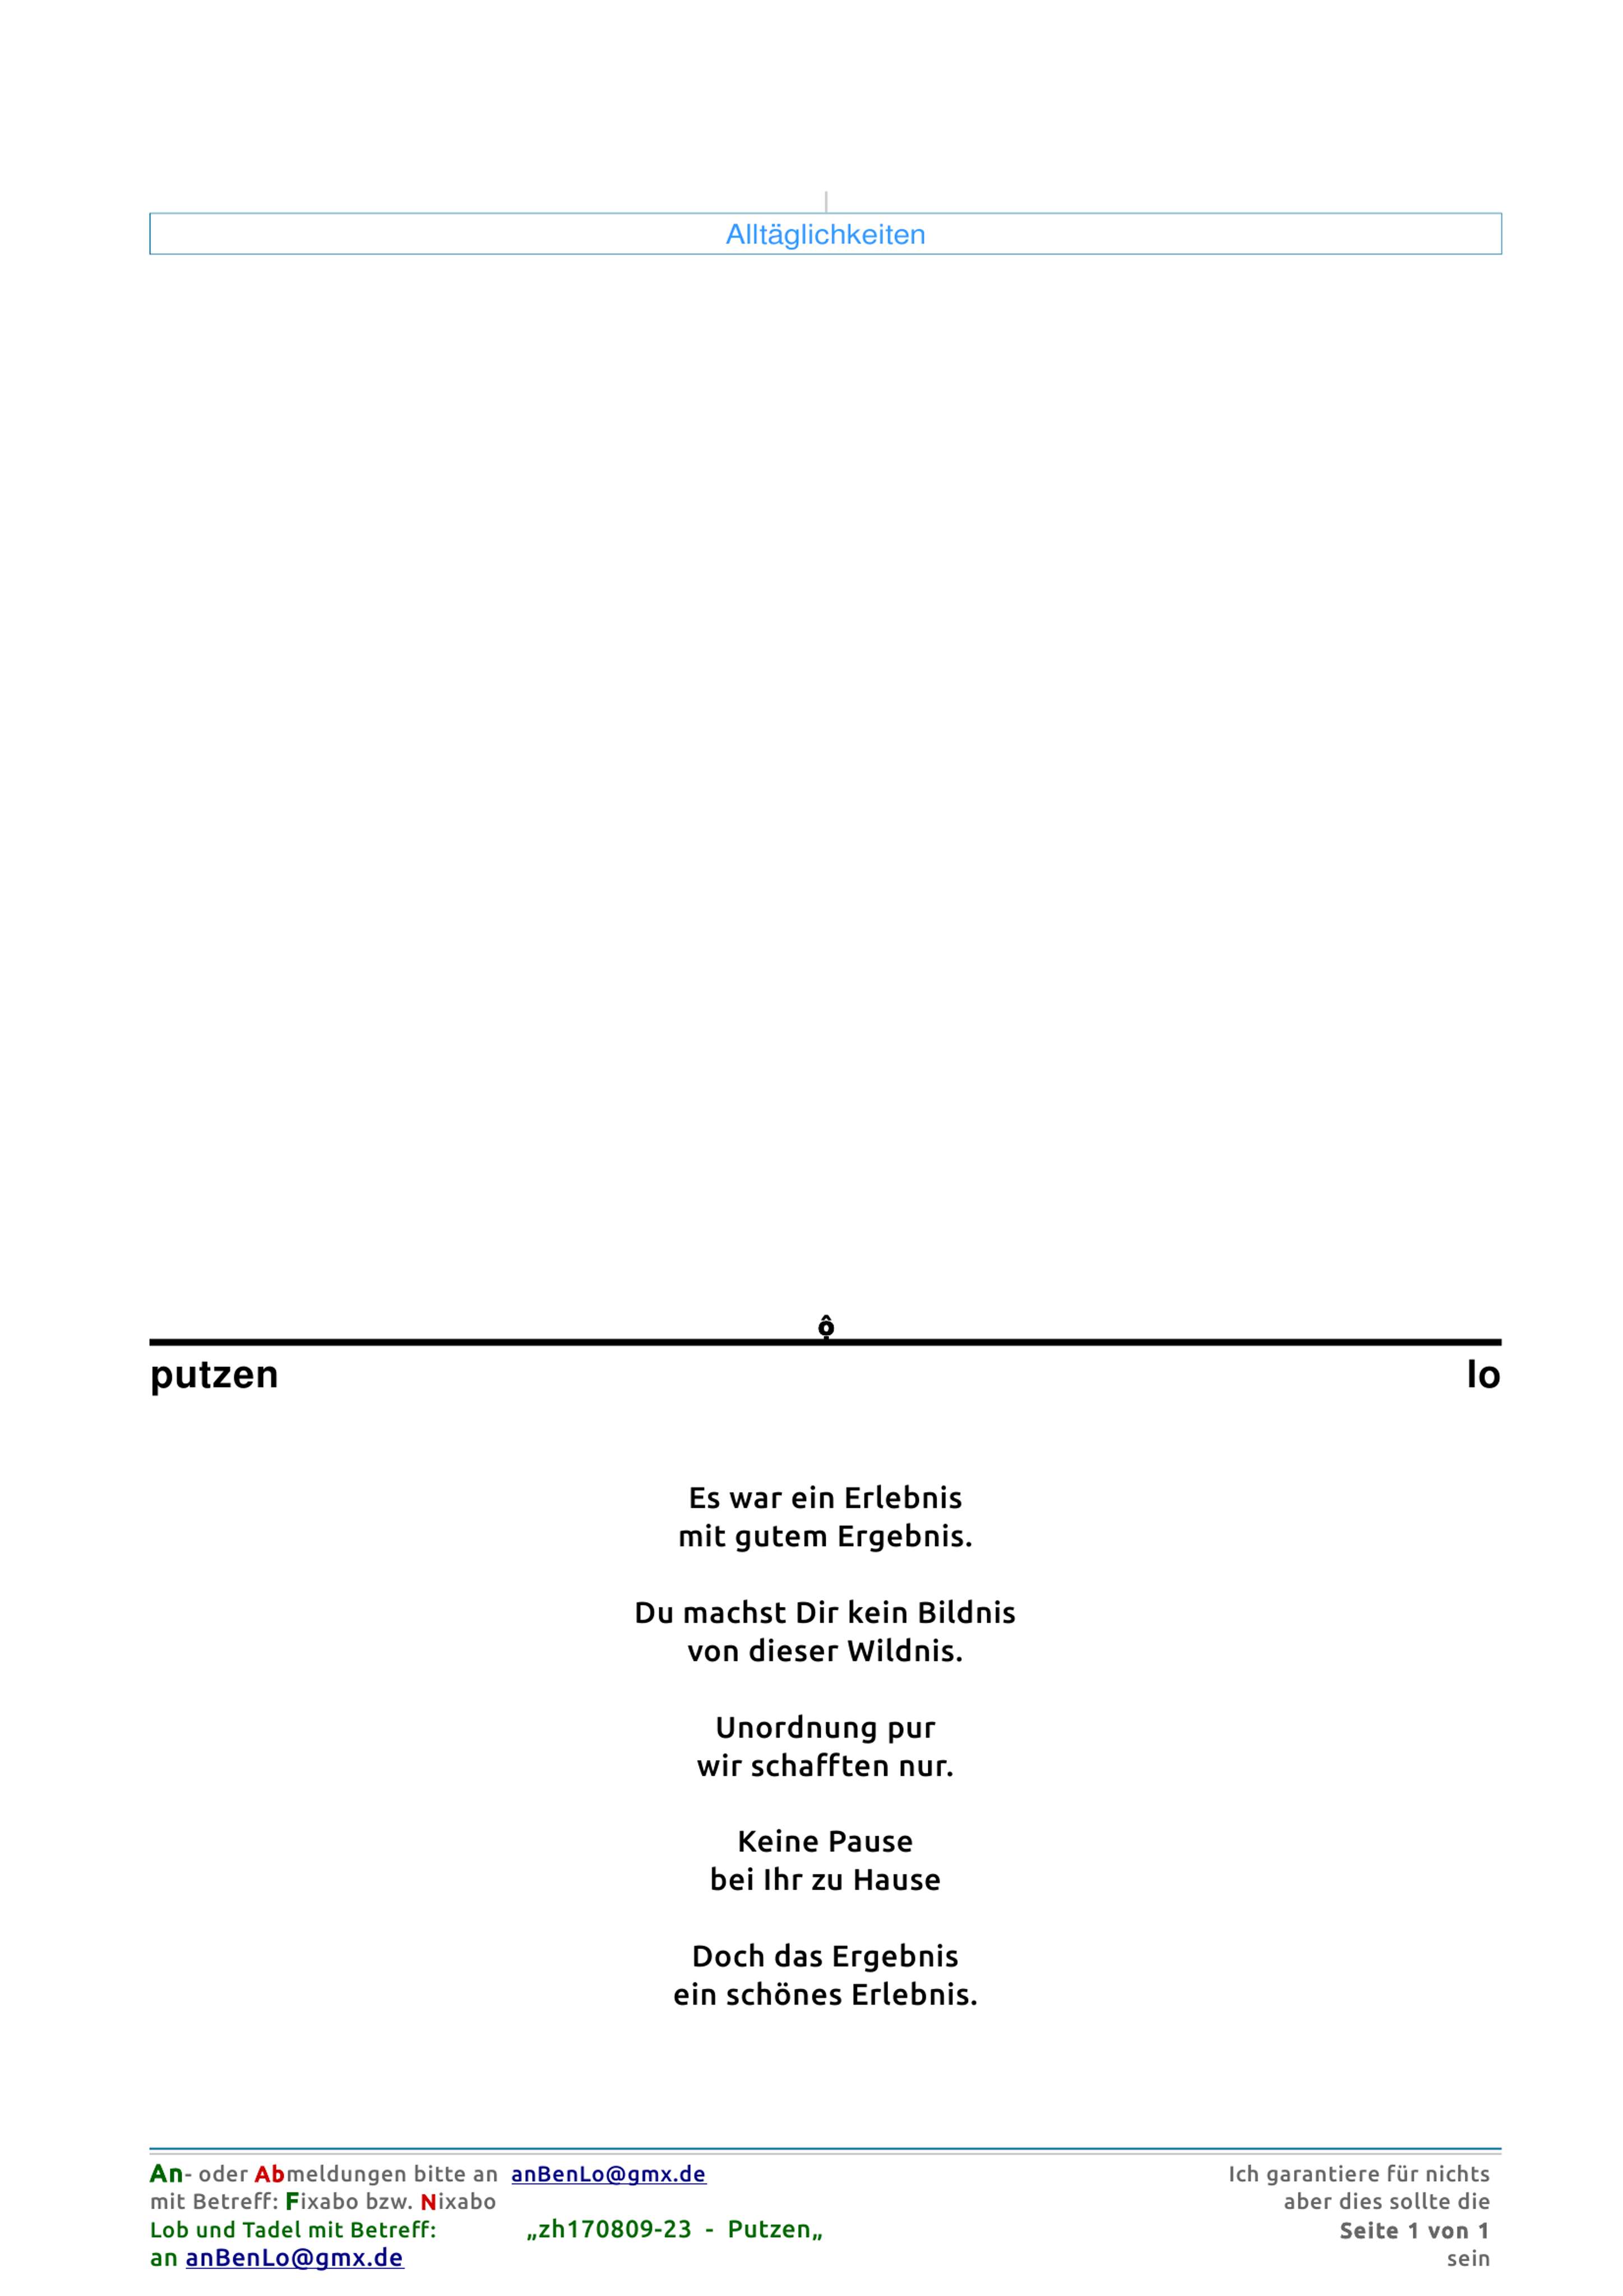 Alltäglichkeiten
ộ
putzen lo
Es war ein Erlebnis
mit gutem Ergebnis.
Du machst Dir kein Bildnis
von dieser Wildnis.
Unordnung pur
wir schafften nur.
Keine Pause
bei Ihr zu Hause
Doch das Ergebnis
ein schönes Erlebnis.
An- oder Abmeldungen bitte an anBenLo@gmx.de
mit Betreff: Fixabo bzw. Nixabo
Lob und Tadel mit Betreff: „zh170809-23 - Putzen„
an anBenLo@gmx.de
Ich garantiere für nichts
aber dies sollte die
Seite 1 von 1
sein